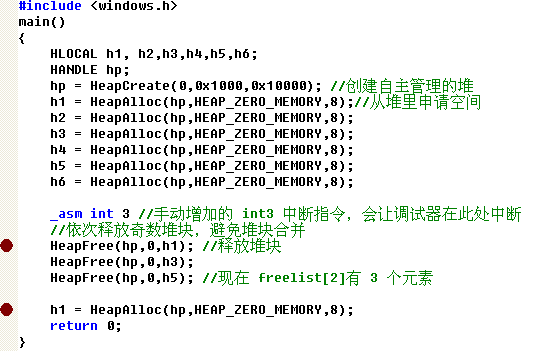 #include <windows.h>
main()
{
HLOCAL h1, h2,h3,h4,h5,h6;
HANDLE hp;
hp = HeapCreate(0,0x1000,0x10000); //创建自主管理的堆
h1 = HeapAlloc(hp,HEAP_ZERO_MEMORY,8);//从堆里申请空间
h2 = HeapAlloc(hp,HEAP_ZERO_MEMORY,8);
h3 = HeapAlloc(hp,HEAP_ZERO_MEMORY,8);
h4 = HeapAlloc(hp,HEAP_ZERO_MEMORY,8);
h5 = HeapAlloc(hp,HEAP_ZERO_MEMORY,8);
h6 = HeapAlloc(hp,HEAP_ZERO_MEMORY,8);
_asm int 3 //手动增加的 int3 中断指令，会让调试器在此处中断
//依次释放奇数堆块，避免堆块合并
HeapFree(hp,0,h1); //释放堆块
HeapFree(hp,0,h3);
HeapFree(hp,0,h5); //现在 freelist[2]有 3 个元素
h1 = HeapAlloc(hp,HEAP_ZERO_MEMORY,8);
return 0;
}